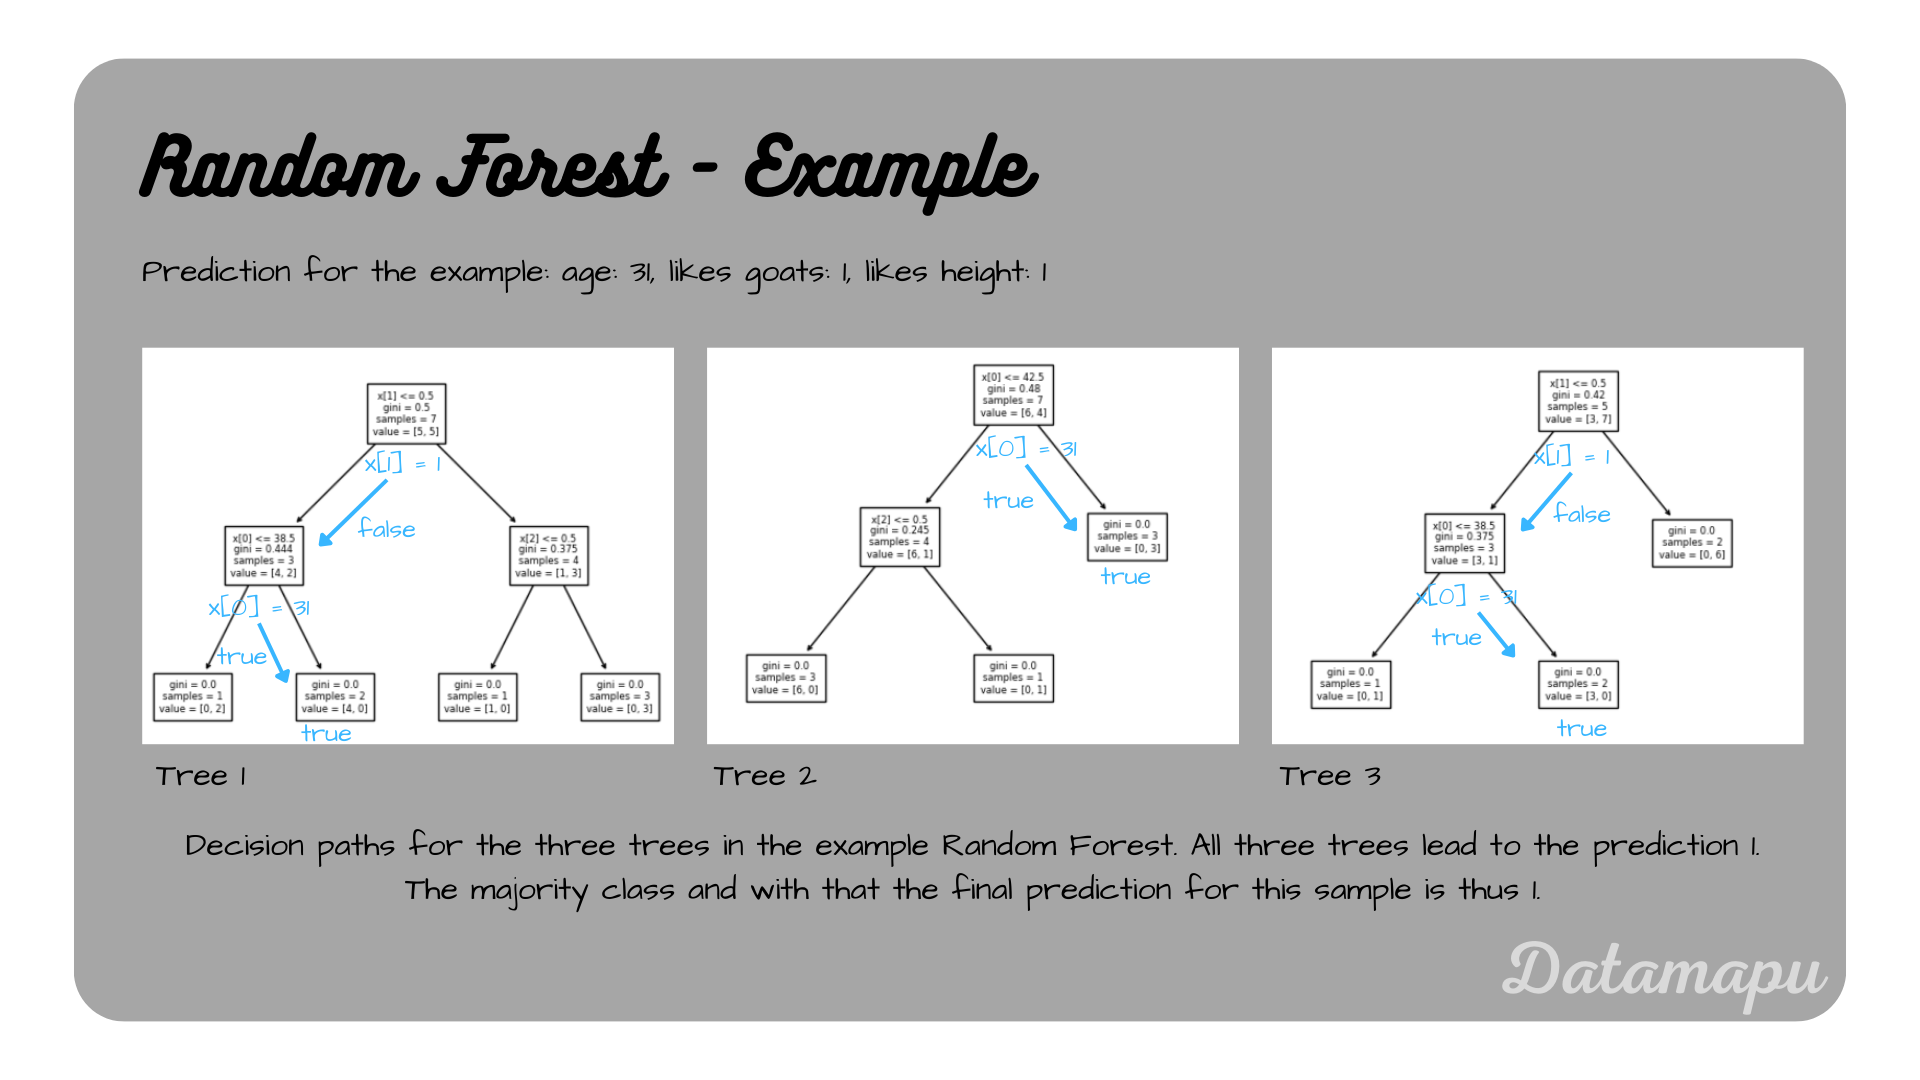 Random Forest - Example
Prediction for the example: age: 31, likes goats: 1, likes height: 1
x[1] <= 0.5
gini = 0.5
samples = 7
value = [5, 5]
x[1] = 1
false
x[0] <= 38.5
gini = 0.444
samples = 3
value = [4, 2]
x[2] <= 0.5
gini = 0.375
samples = 4
value = [1, 3]
x[0] = 31
true
gini = 0.0
samples = 1
value = [0, 2]
gini = 0.0
samples = 2
value = [4, 0]
gini = 0.0
samples = 1
value = [1, 0]
gini = 0.0
samples = 3
value = [0, 3]
true
Tree 1
x[0] <= 42.5
gini = 0.48
samples = 7
value = [6, 4]
x[0] = 31
true
x[2] <= 0.5
gini = 0.245
samples = 4
value = [6, 1]
gini = 0.0
samples = 3
value = [0, 3]
true
gini = 0.0
samples = 3
value = [6, 0]
gini = 0.0
samples = 1
value = [0, 1]
Tree 2
x[1] <= 0.5
gini = 0.42
samples = 5
value = [3, 7]
x[1] = 1
false
x[0] <= 38.5
gini = 0.375
samples = 3
value = [3, 1]
gini = 0.0
samples = 2
value = [0, 6]
x[0] = 31
true
gini = 0.0
samples = 1
value = [0, 1]
gini = 0.0
samples = 2
value = [3, 0]
true
Tree 3
Decision paths for the three trees in the example Random Forest. All three trees lead to the prediction 1.
The majority class and with that the final prediction for this sample is thus 1.
Datamapu